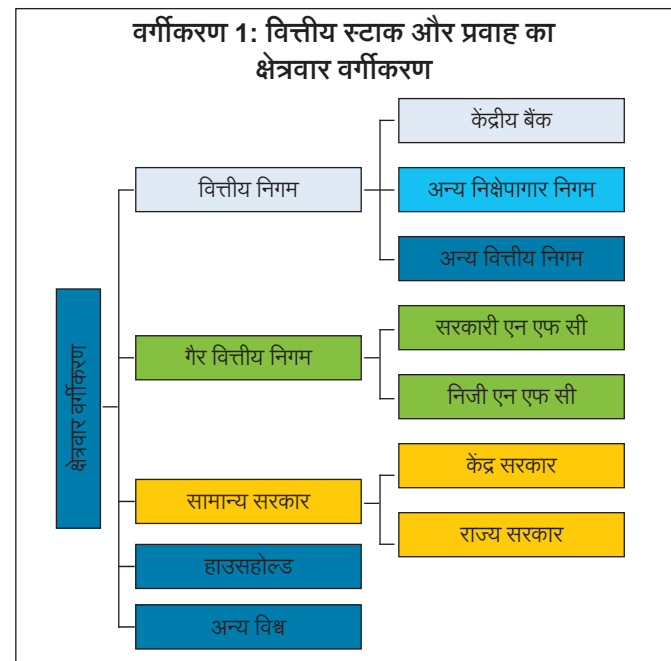 वर्गीकरण 1: वित्तीय स्टाक और प्रवाह का
क्षेत्रवार वर्गीकरण
क्षेत्रवार वर्गीकरण
वित्तीय निगम
केंद्रीय बैंक
अन्य निक्षेपागार निगम
अन्य वित्तीय निगम
गैर वित्तीय निगम
सरकारी एन एफ सी
निजी एन एफ सी
सामान्य सरकार
केंद्र सरकार
राज्य सरकार
हाउसहोल्ड
अन्य विश्व